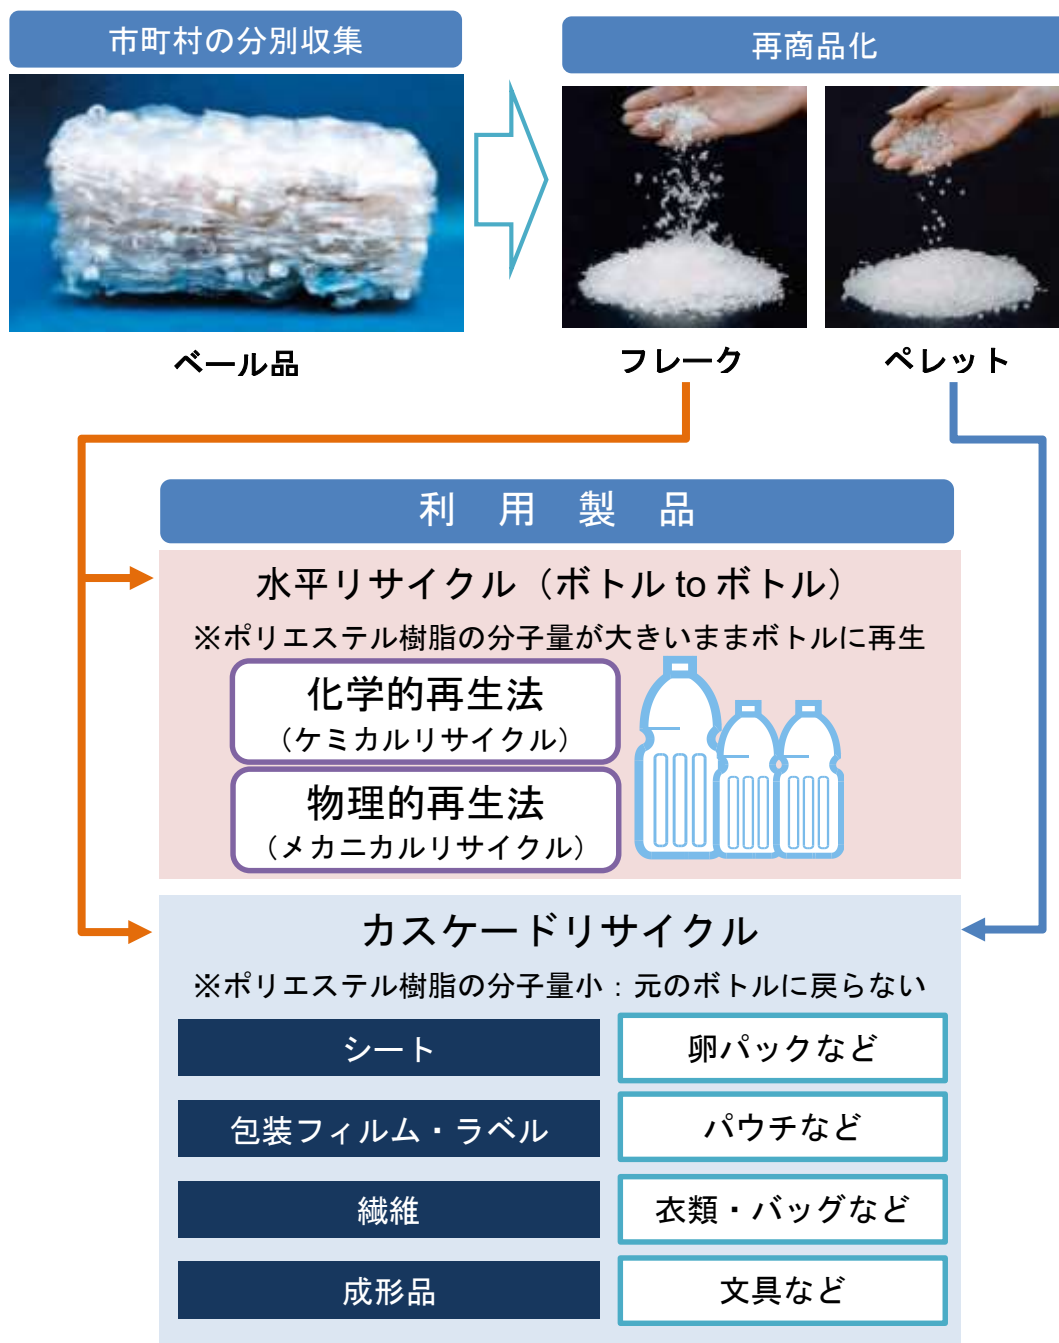 市町村の分別収集
再商品化
ベール品
フレーク
ペレット
利用製品
水平リサイクル（ボトル to ボトル）
※ポリエステル樹脂の分子量が大きいままボトルに再生
化学的再生法
（ケミカルリサイクル）
物理的再生法
（メカニカルリサイクル）
カスケードリサイクル
※ポリエステル樹脂の分子量小：元のボトルに戻らない
シート
卵パックなど
包装フィルム・ラベル
パウチなど
繊維
衣類・バッグなど
成形品
文具など